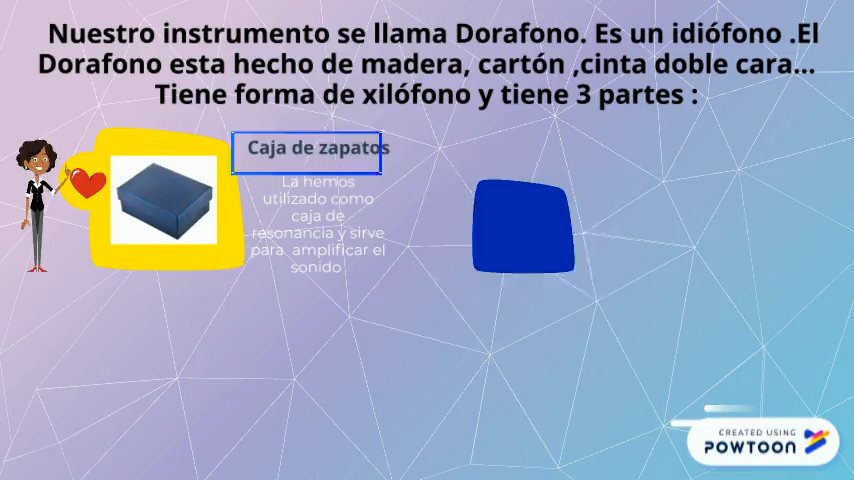 Nuestro instrumento se llama Dorafono. Es un idiófono .El
Dorafono esta hecho de madera, cartón ,cinta doble cara...
Tiene forma de xilófono y tiene 3 partes :
Caja de zapatos
La hemos
utilizado como
caja de
resonancia y sirve
para amplificar el
sonido
CREATED USING
POWTOON